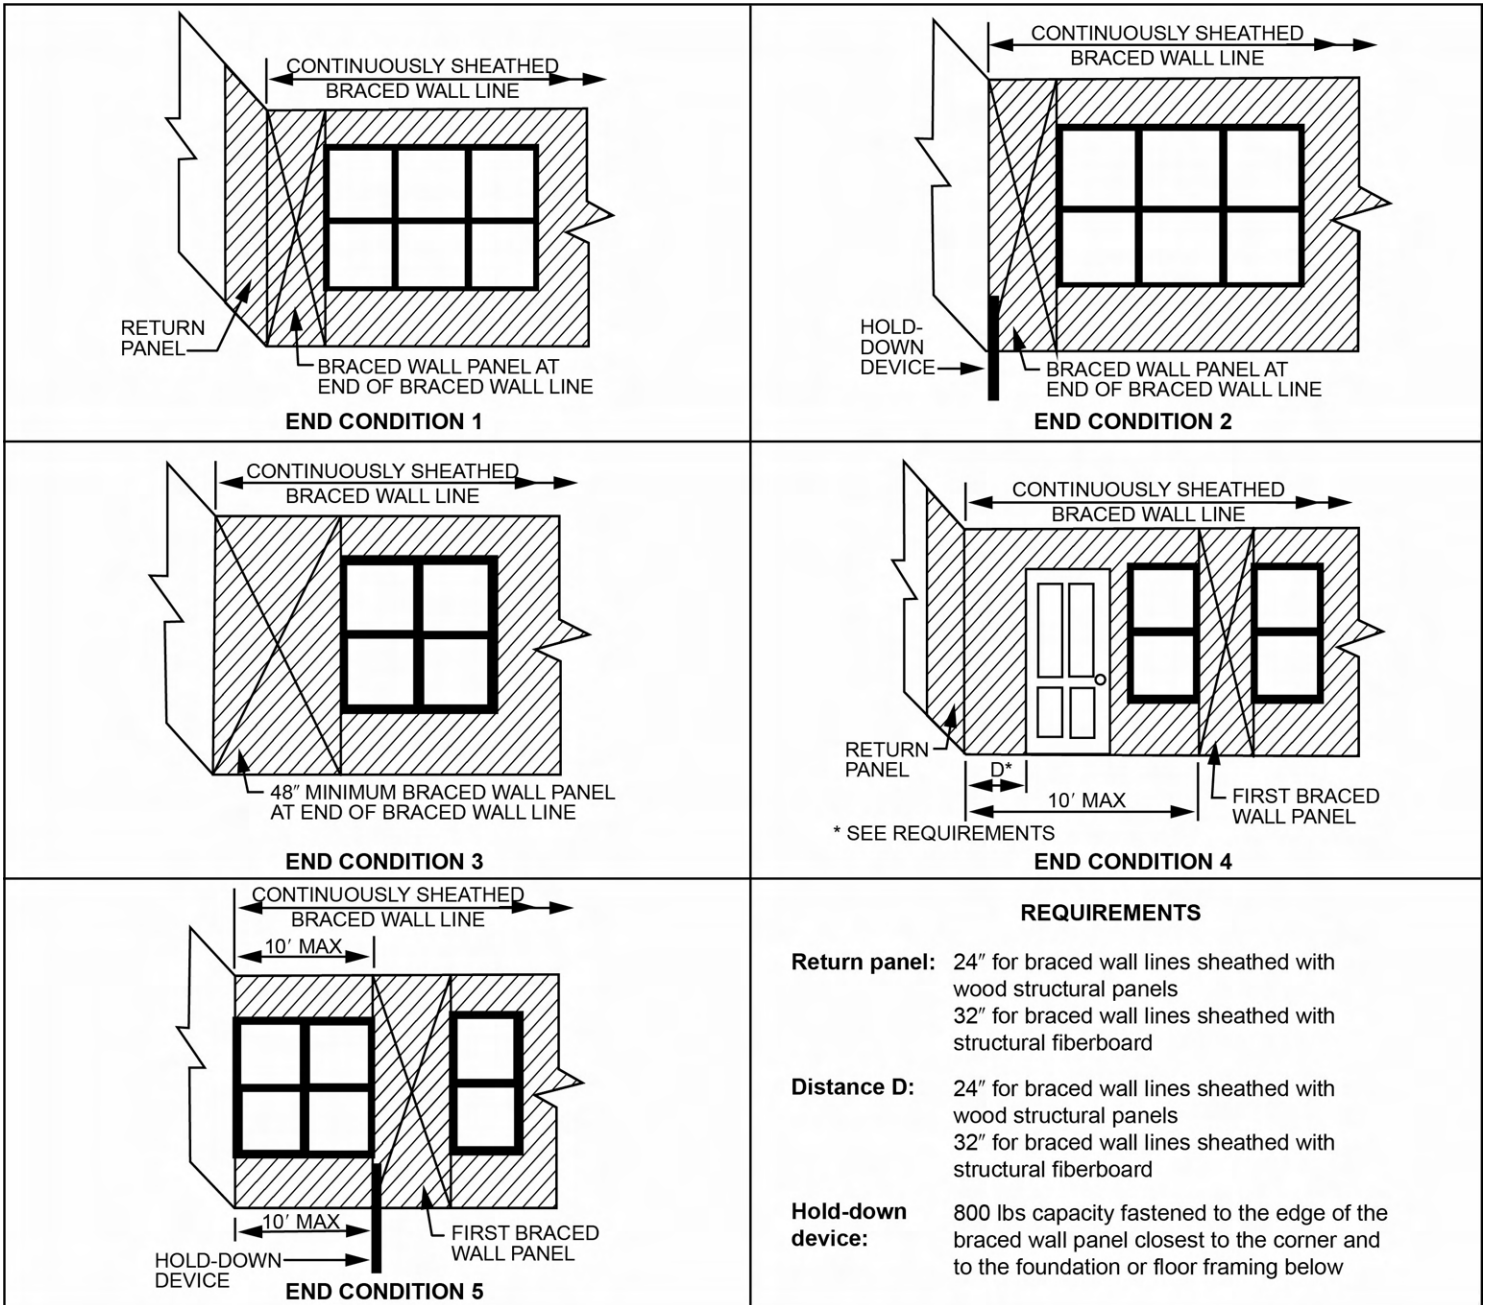 CONTINUOUSLY SHEATHED
BRACED WALL LINE
RETURN
PANEL
BRACED WALL PANEL AT
END OF BRACED WALL LINE
END CONDITION 1
CONTINUOUSLY SHEATHED
BRACED WALL LINE
HOLD-
DOWN
DEVICE
BRACED WALL PANEL AT
END OF BRACED WALL LINE
END CONDITION 2
CONTINUOUSLY SHEATHED
BRACED WALL LINE
48″ MINIMUM BRACED WALL PANEL
AT END OF BRACED WALL LINE
END CONDITION 3
CONTINUOUSLY SHEATHED
BRACED WALL LINE
RETURN
PANEL
D*
10′ MAX
FIRST BRACED
WALL PANEL
* SEE REQUIREMENTS
END CONDITION 4
CONTINUOUSLY SHEATHED
BRACED WALL LINE
10′ MAX
10′ MAX
FIRST BRACED
WALL PANEL
HOLD-DOWN
DEVICE
END CONDITION 5
REQUIREMENTS
Return panel: 24″ for braced wall lines sheathed with
wood structural panels
32″ for braced wall lines sheathed with
structural fiberboard
Distance D: 24″ for braced wall lines sheathed with
wood structural panels
32″ for braced wall lines sheathed with
structural fiberboard
Hold-down 800 lbs capacity fastened to the edge of the
device: braced wall panel closest to the corner and
to the foundation or floor framing below